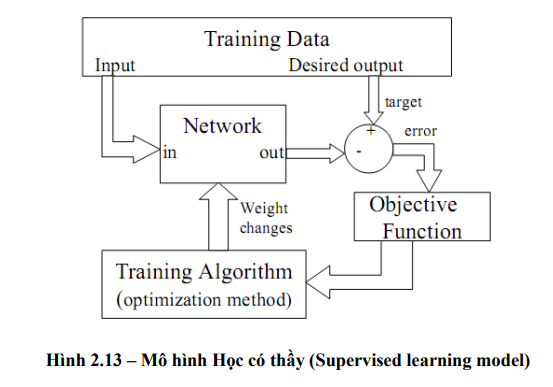 Training Data
Input
Desired output
target
Network
in
out
+
-
error
Weight
changes
Objective
Function
Training Algorithm
(optimization method)
Hình 2.13 – Mô hình Học có thầy (Supervised learning model)